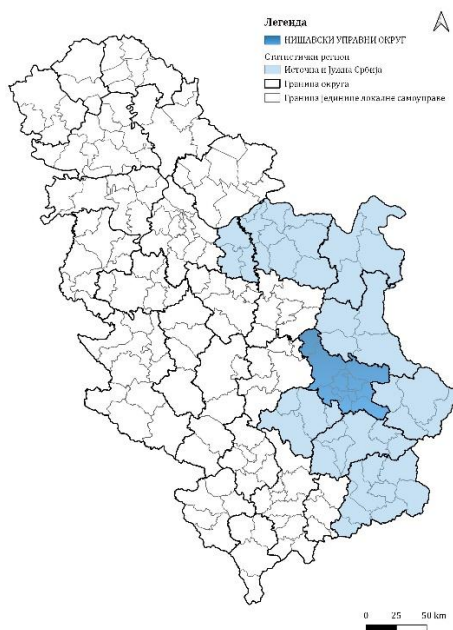 Легенда
НИШАВСКИ УПРАВНИ ОКРУГ
Статистички регион
Источна и Јужна Србија
Граница округа
Граница јединице локалне самоуправе
0 25 50 km